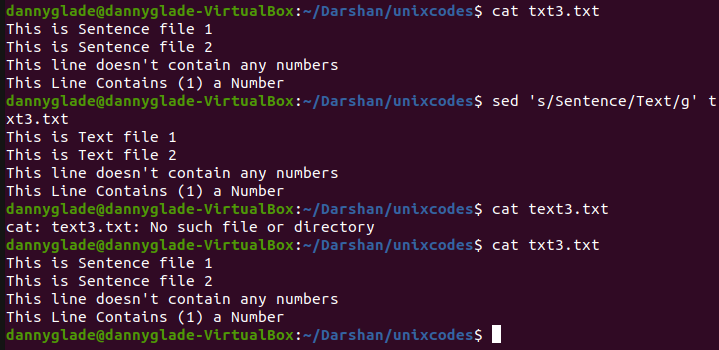 dannyglade@dannyglade-VirtualBox:~/Darshan/unixcodes$ cat txt3.txt
This is Sentence file 1
This is Sentence file 2
This line doesn't contain any numbers
This Line Contains (1) a Number
dannyglade@dannyglade-VirtualBox:~/Darshan/unixcodes$ sed 's/Sentence/Text/g' t
xt3.txt
This is Text file 1
This is Text file 2
This line doesn't contain any numbers
This Line Contains (1) a Number
dannyglade@dannyglade-VirtualBox:~/Darshan/unixcodes$ cat text3.txt
cat: text3.txt: No such file or directory
dannyglade@dannyglade-VirtualBox:~/Darshan/unixcodes$ cat txt3.txt
This is Sentence file 1
This is Sentence file 2
This line doesn't contain any numbers
This Line Contains (1) a Number
dannyglade@dannyglade-VirtualBox:~/Darshan/unixcodes$